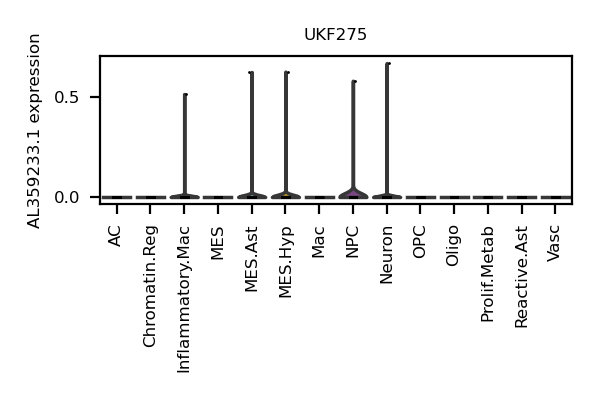 UKF275
AL359233.1 expression
0.5
0.0
AC
Chromatin.Reg
Inflammatory.Mac
MES
MES.Ast
MES.Hyp
Mac
NPC
Neuron
OPC
Oligo
Prolif.Metab
Reactive.Ast
Vasc